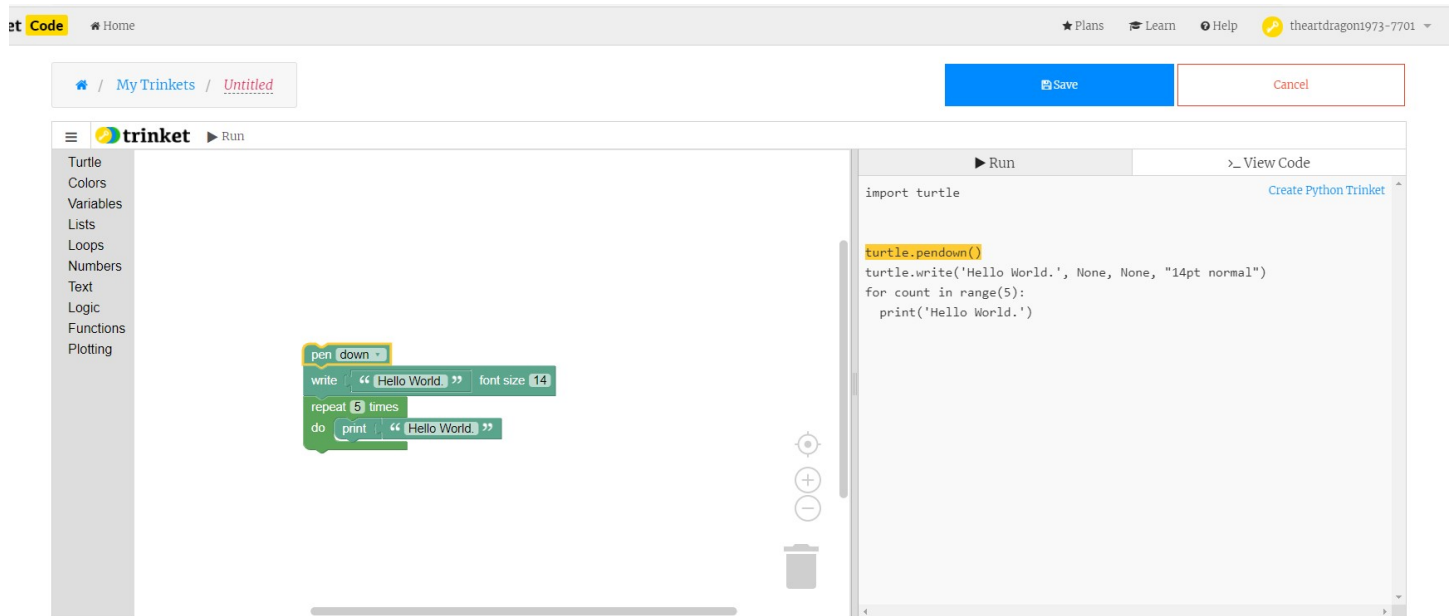 et Code Home Plans Learn Help theartdragon1973-7701
/ My Trinkets / Untitled Save Cancel
trinket Run
Turtle
Colors
Variables
Lists
Loops
Numbers
Text
Logic
Functions
Plotting
pen down
write “ Hello World. ” font size 14
repeat 5 times
do print “ Hello World. ”
Run >_ View Code
Create Python Trinket
import turtle
turtle.pendown()
turtle.write('Hello World.', None, None, "14pt normal")
for count in range(5):
  print('Hello World.')